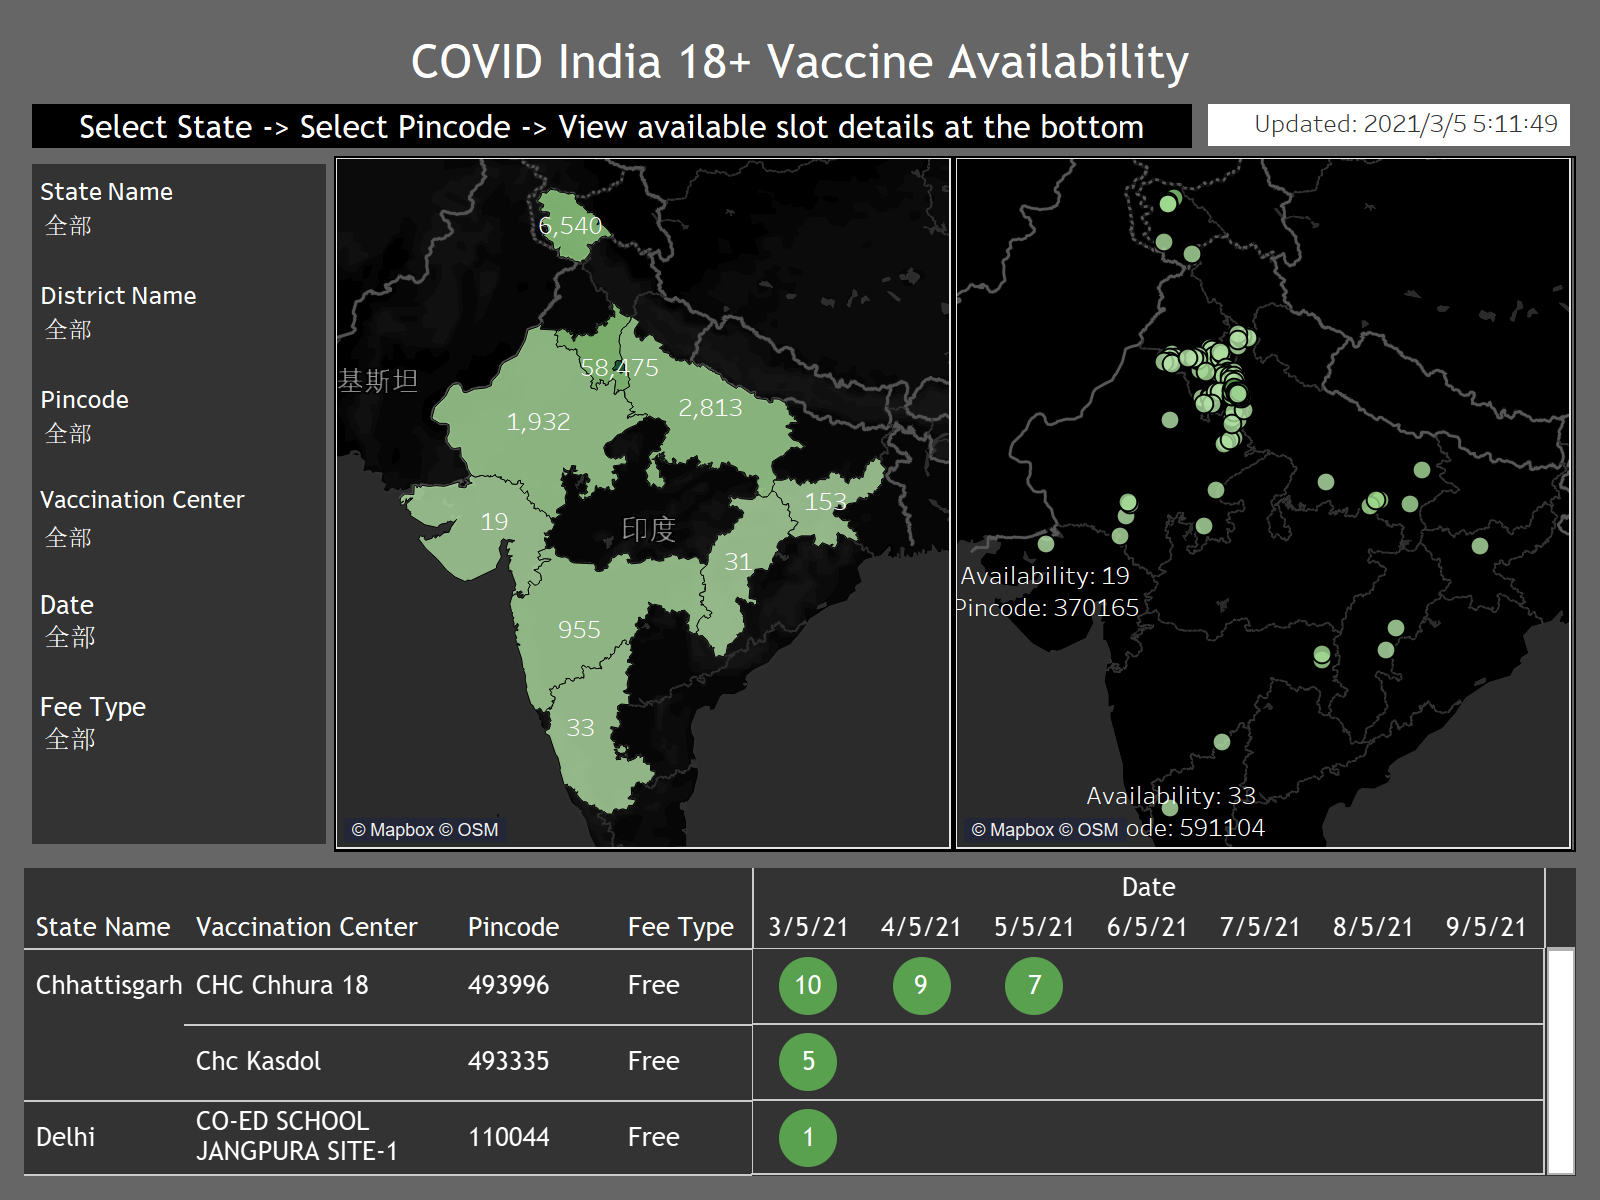 COVID India 18+ Vaccine Availability
Select State -> Select Pincode -> View available slot details at the bottom
Updated: 2021/3/5 5:11:49
State Name
全部
District Name
全部
Pincode
全部
Vaccination Center
全部
Date
全部
Fee Type
全部
6,540
58,475
基斯坦
1,932
2,813
153
19
印度
31
955
33
© Mapbox © OSM
Availability: 19
Pincode: 370165
Availability: 33
© Mapbox © OSM ode: 591104
Date
State Name Vaccination Center Pincode Fee Type 3/5/21 4/5/21 5/5/21 6/5/21 7/5/21 8/5/21 9/5/21
Chhattisgarh CHC Chhura 18 493996 Free 10 9 7
Chc Kasdol 493335 Free 5
CO-ED SCHOOL
Delhi JANGPURA SITE-1 110044 Free 1